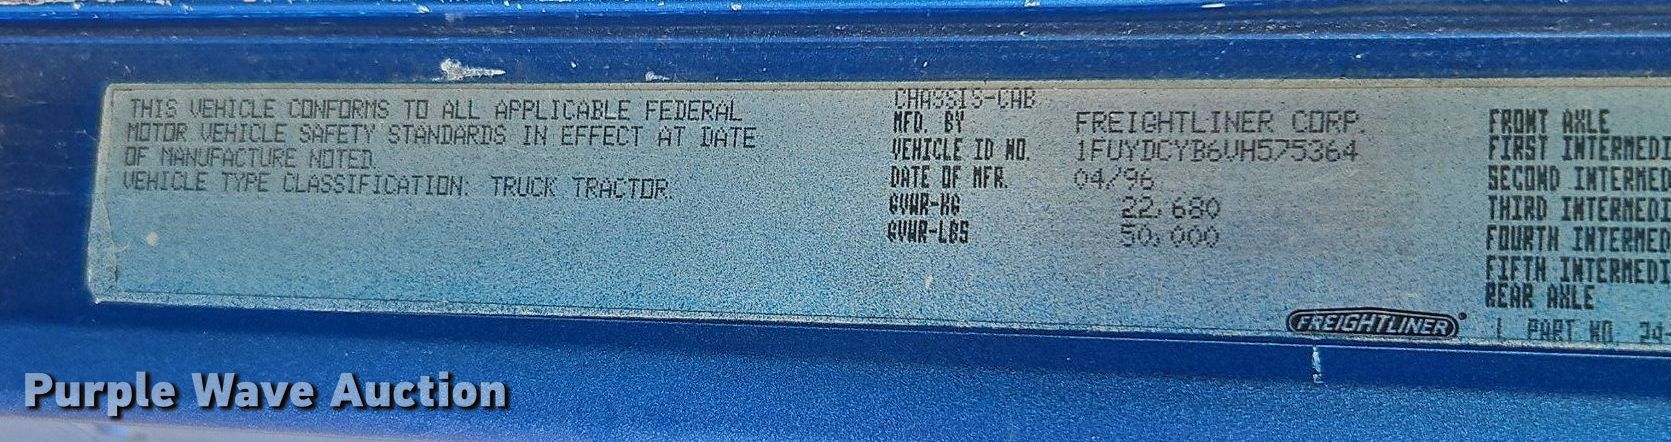 THIS VEHICLE CONFORMS TO ALL APPLICABLE FEDERAL
MOTOR VEHICLE SAFETY STANDARDS IN EFFECT AT DATE
OF MANUFACTURE NOTED.
VEHICLE TYPE CLASSIFICATION: TRUCK TRACTOR
CHASSIS-CAB
MFD. BY FREIGHTLINER CORP.
VEHICLE ID NO. 1FUYDCYB6VH575364
DATE OF MFR. 04/96
GVWR-KG 22,680
GVWR-LBS 50,000
FRONT AXLE
FIRST INTERMEDI
SECOND INTERMED
THIRD INTERMEDI
FOURTH INTERMED
FIFTH INTERMEDI
REAR AXLE
FREIGHTLINER
PART NO. 24-
Purple Wave Auction